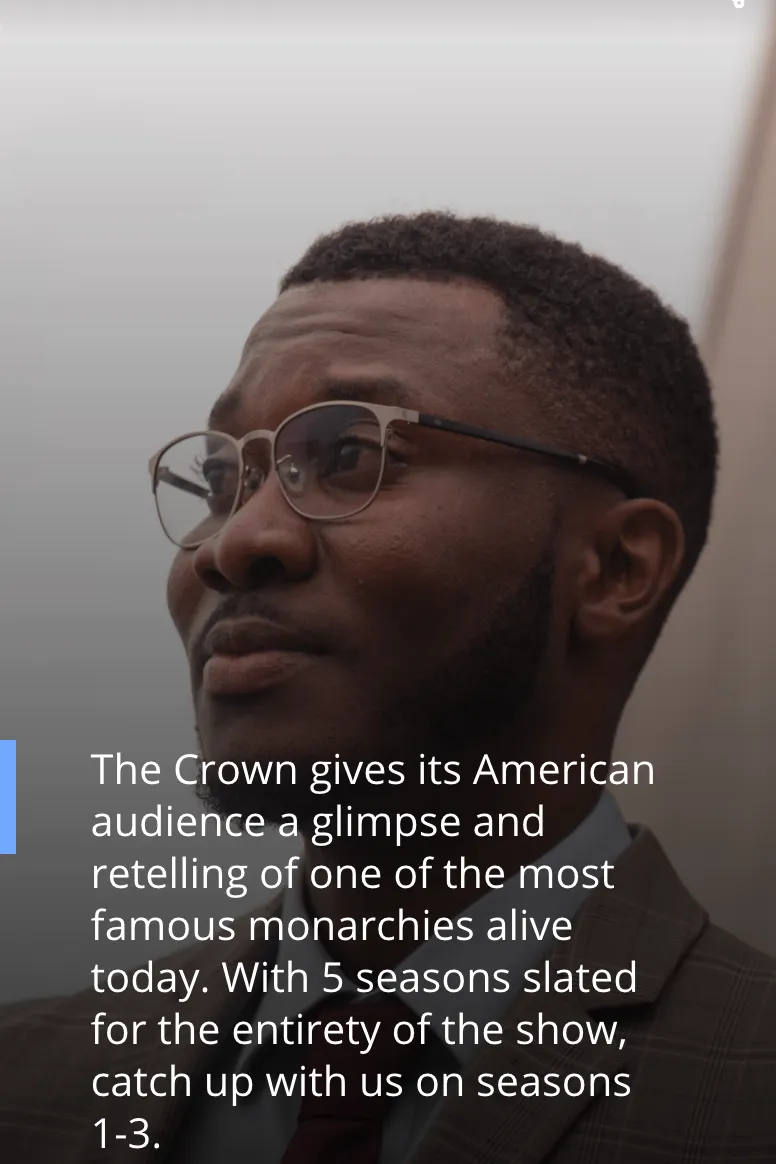 The Crown gives its American
audience a glimpse and
retelling of one of the most
famous monarchies alive
today. With 5 seasons slated
for the entirety of the show,
catch up with us on seasons
1-3.